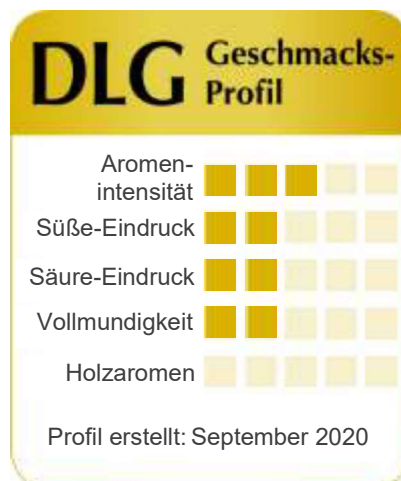 DLG Geschmacks-
Profil
Aromen-
intensität
Süße-Eindruck
Säure-Eindruck
Vollmundigkeit
Holzaromen
Profil erstellt: September 2020